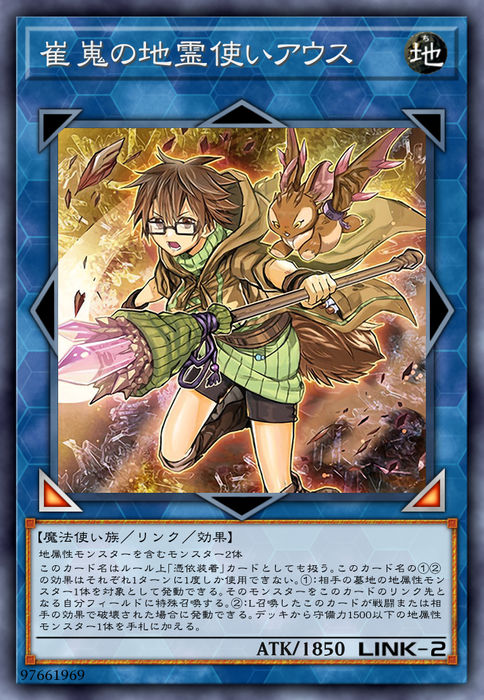 崔嵬の地霊使いアウス
ち
地
【魔法使い族／リンク／効果】
地属性モンスターを含むモンスター2体
このカード名はルール上「憑依装着」カードとしても扱う。このカード名の①②
の効果はそれぞれ1ターンに1度しか使用できない。①：相手の墓地の地属性モン
スター1体を対象として発動できる。そのモンスターをこのカードのリンク先と
なる自分フィールドに特殊召喚する。②：L召喚したこのカードが戦闘または相手
の効果で破壊された場合に発動できる。デッキから守備力1500以下の地属性
モンスター1体を手札に加える。
ATK/1850 LINK-2
97661969